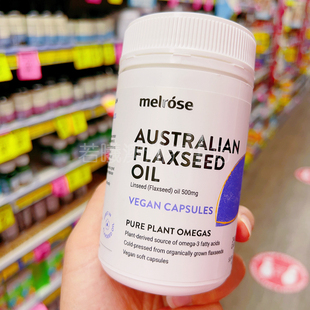 melrose
AUSTRALIAN
FLAXSEED
OIL
Linseed (Flaxseed) oil 500mg
VEGAN CAPSULES
PURE PLANT OMEGAS
Plant-derived source of omega-3 fatty acids
Cold-pressed from organically grown flaxseeds
Vegan soft capsules